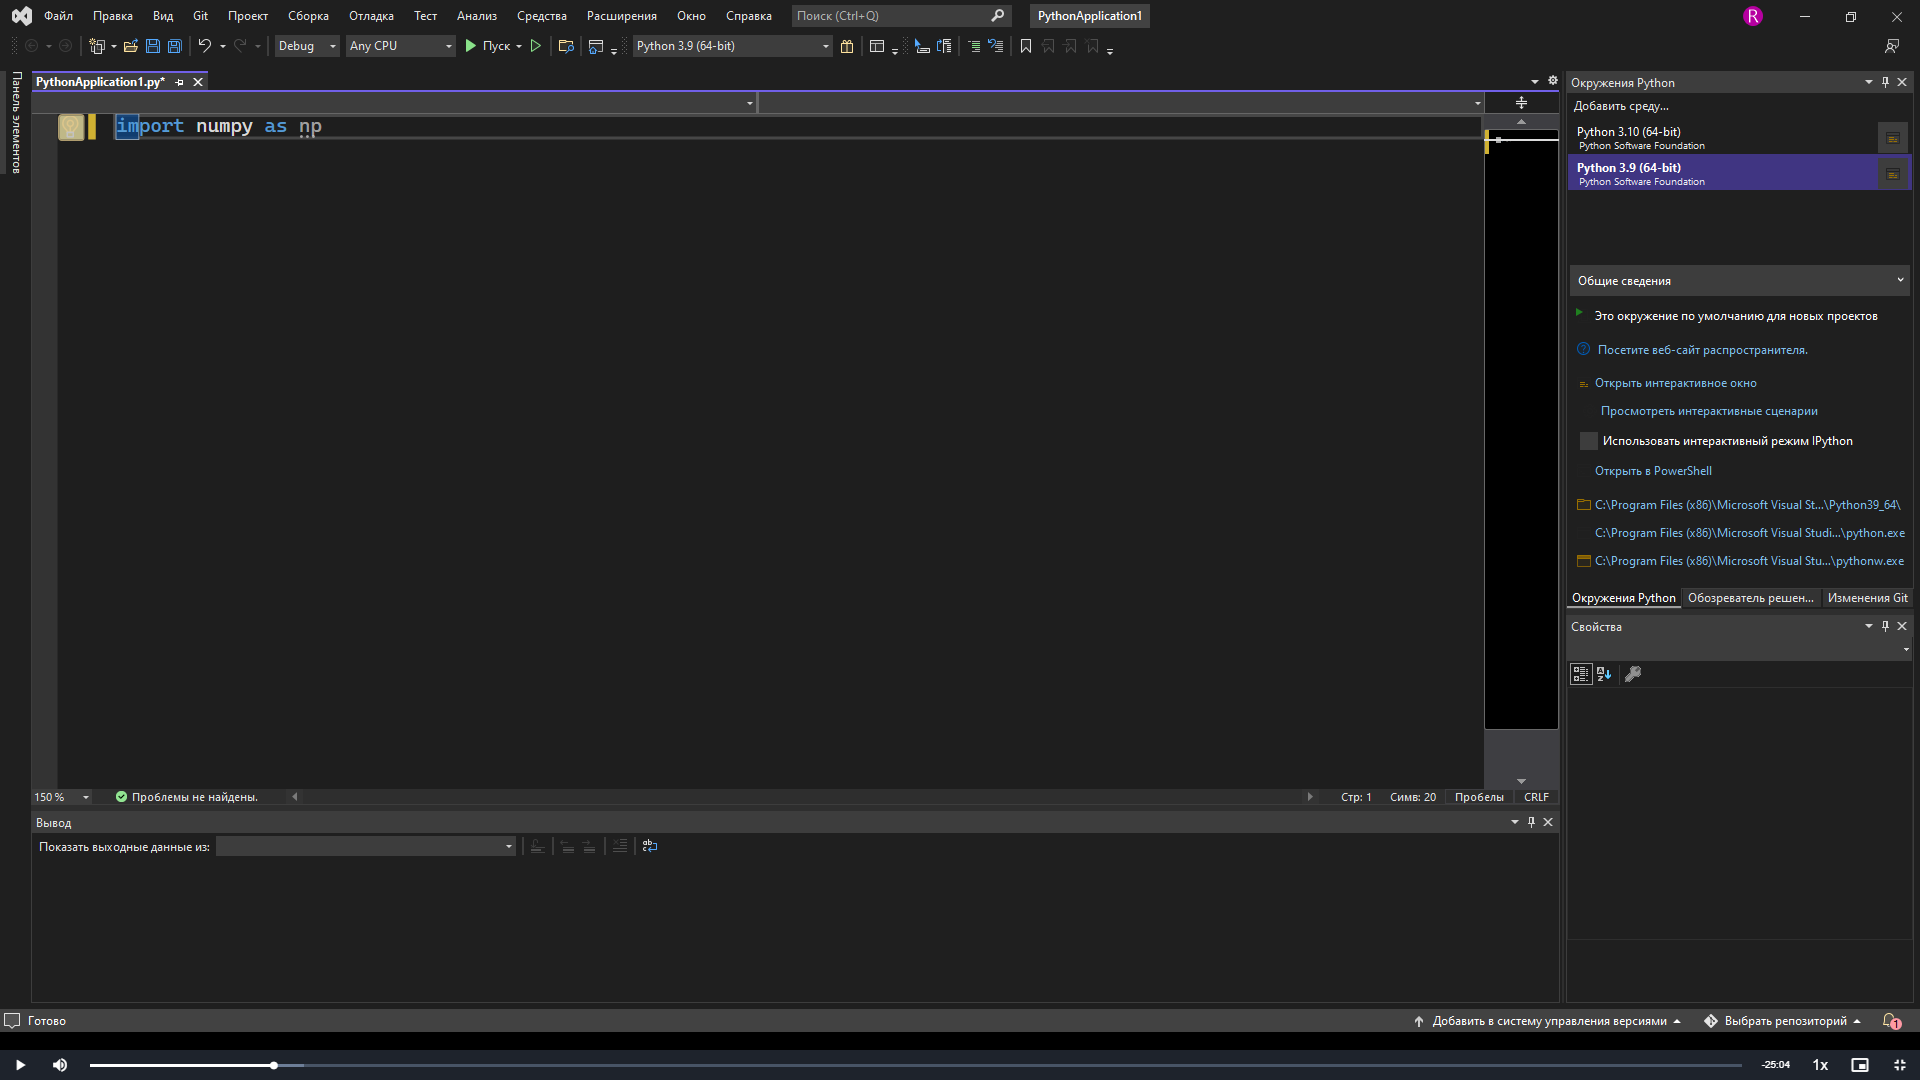 Файл Правка Вид Git Проект Сборка Отладка Тест Анализ Средства Расширения Окно Справка Поиск (Ctrl+Q) PythonApplication1 R
Debug Any CPU Пуск Python 3.9 (64-bit)
Панель элементов
PythonApplication1.py*
import numpy as np
150 % Проблемы не найдены. Стр: 1 Симв: 20 Пробелы CRLF
Вывод
Показать выходные данные из:
Окружения Python
Добавить среду...
Python 3.10 (64-bit)
Python Software Foundation
Python 3.9 (64-bit)
Python Software Foundation
Общие сведения
Это окружение по умолчанию для новых проектов
Посетите веб-сайт распространителя.
Открыть интерактивное окно
Просмотреть интерактивные сценарии
Использовать интерактивный режим IPython
Открыть в PowerShell
C:\Program Files (x86)\Microsoft Visual St...\Python39_64\
C:\Program Files (x86)\Microsoft Visual Studi...\python.exe
C:\Program Files (x86)\Microsoft Visual Stu...\pythonw.exe
Окружения Python Обозреватель решен... Изменения Git
Свойства
Готово Добавить в систему управления версиями Выбрать репозиторий 1
-25:04 1x